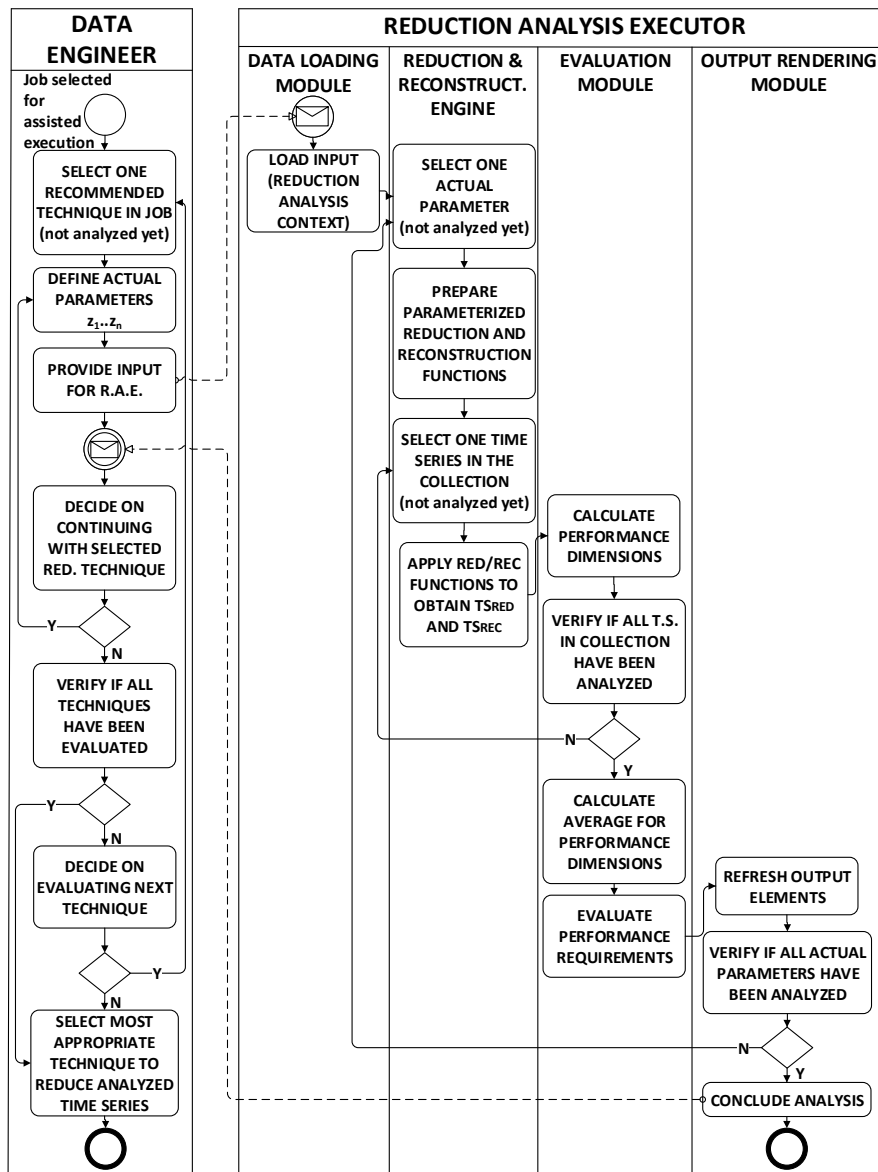 DATA
ENGINEER
Job selected
for
assisted
execution
SELECT ONE
RECOMMENDED
TECHNIQUE IN JOB
(not analyzed yet)
DEFINE ACTUAL
PARAMETERS
z1..zn
PROVIDE INPUT
FOR R.A.E.
DECIDE ON
CONTINUING
WITH SELECTED
RED. TECHNIQUE
Y
N
VERIFY IF ALL
TECHNIQUES
HAVE BEEN
EVALUATED
Y
N
DECIDE ON
EVALUATING NEXT
TECHNIQUE
Y
N
SELECT MOST
APPROPRIATE
TECHNIQUE TO
REDUCE ANALYZED
TIME SERIES
REDUCTION ANALYSIS EXECUTOR
DATA LOADING
MODULE
LOAD INPUT
(REDUCTION
ANALYSIS
CONTEXT)
REDUCTION &
RECONSTRUCT.
ENGINE
SELECT ONE
ACTUAL
PARAMETER
(not analyzed yet)
PREPARE
PARAMETERIZED
REDUCTION AND
RECONSTRUCTION
FUNCTIONS
SELECT ONE TIME
SERIES IN THE
COLLECTION
(not analyzed yet)
APPLY RED/REC
FUNCTIONS TO
OBTAIN TSRED
AND TSREC
EVALUATION
MODULE
CALCULATE
PERFORMANCE
DIMENSIONS
VERIFY IF ALL T.S.
IN COLLECTION
HAVE BEEN
ANALYZED
N
Y
CALCULATE
AVERAGE FOR
PERFORMANCE
DIMENSIONS
EVALUATE
PERFORMANCE
REQUIREMENTS
OUTPUT RENDERING
MODULE
REFRESH OUTPUT
ELEMENTS
VERIFY IF ALL ACTUAL
PARAMETERS HAVE
BEEN ANALYZED
N
Y
CONCLUDE ANALYSIS